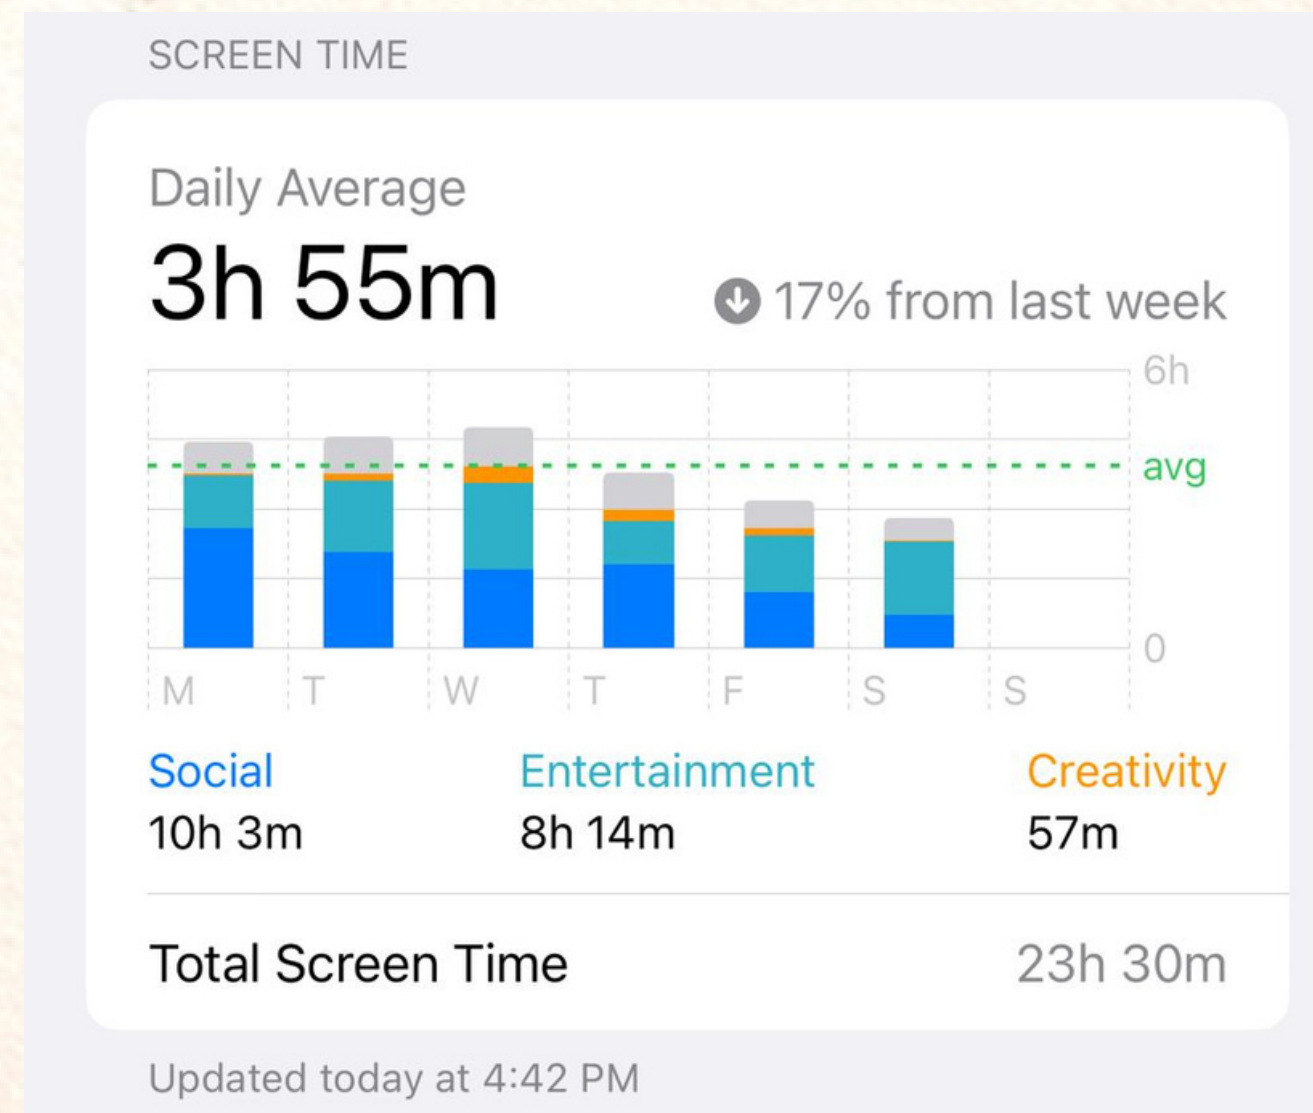 SCREEN TIME
Daily Average
3h 55m
17% from last week
6h
avg
0
M T W T F S S
Social Entertainment Creativity
10h 3m 8h 14m 57m
Total Screen Time 23h 30m
Updated today at 4:42 PM